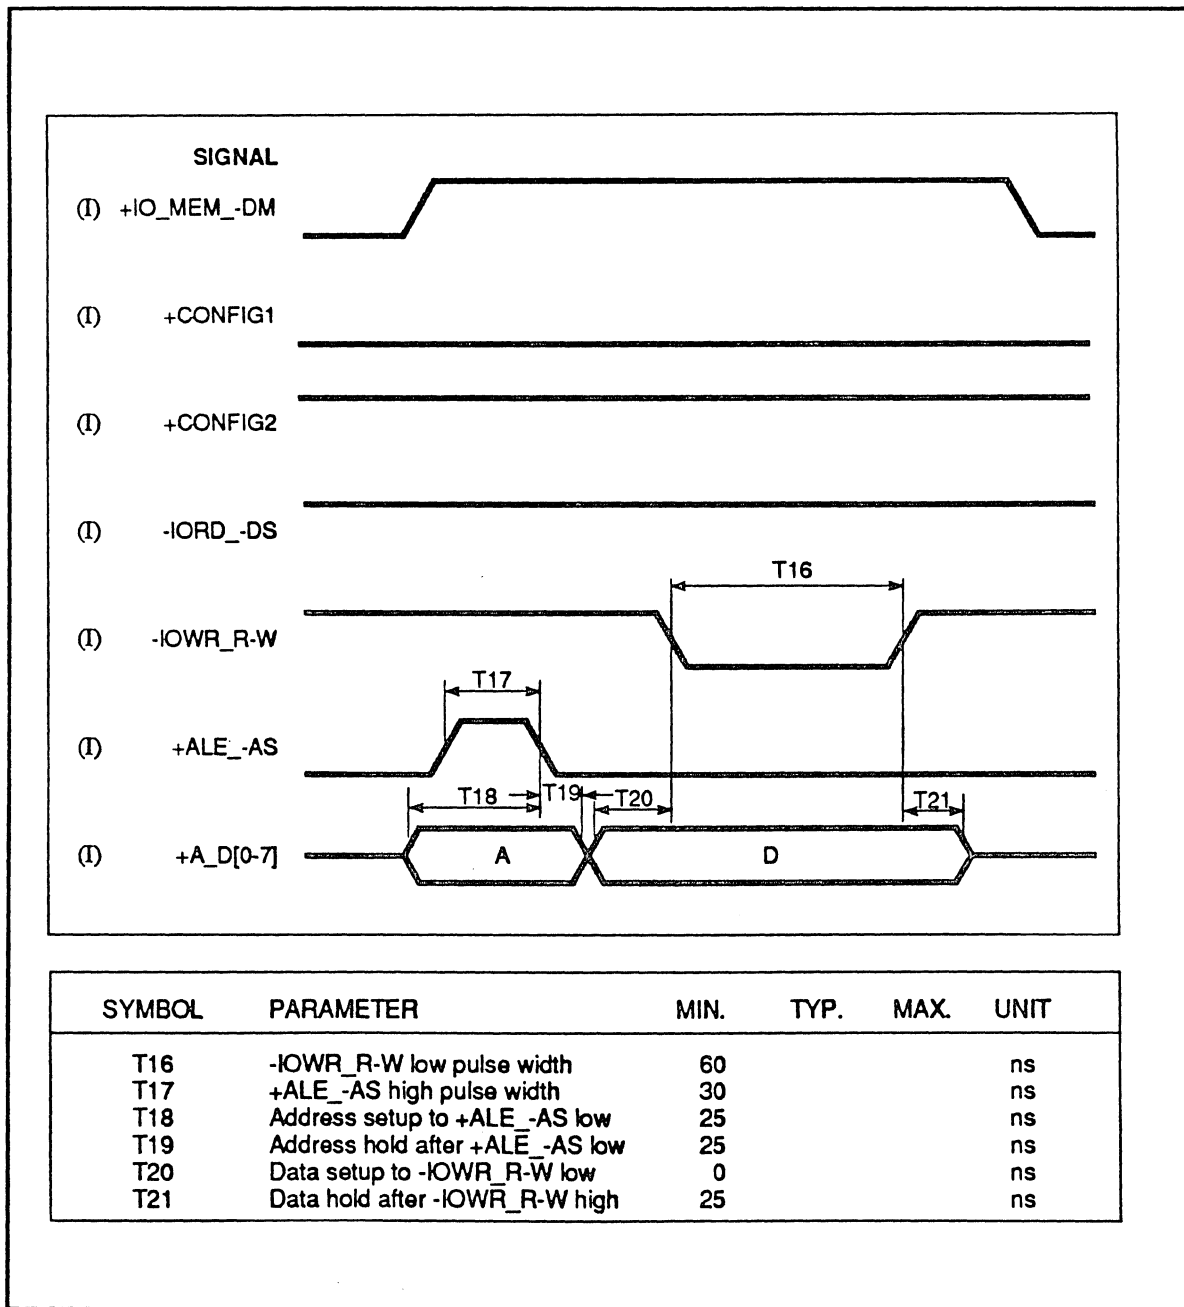 SIGNAL
(I) +IO_MEM_-DM
(I) +CONFIG1
(I) +CONFIG2
(I) -IORD_-DS
T16
(I) -IOWR_R-W
T17
(I) +ALE_-AS
T18 T19 T20 T21
(I) +A_D[0-7] A D
SYMBOL PARAMETER MIN. TYP. MAX. UNIT
T16 -IOWR_R-W low pulse width 60 ns
T17 +ALE_-AS high pulse width 30 ns
T18 Address setup to +ALE_-AS low 25 ns
T19 Address hold after +ALE_-AS low 25 ns
T20 Data setup to -IOWR_R-W low 0 ns
T21 Data hold after -IOWR_R-W high 25 ns